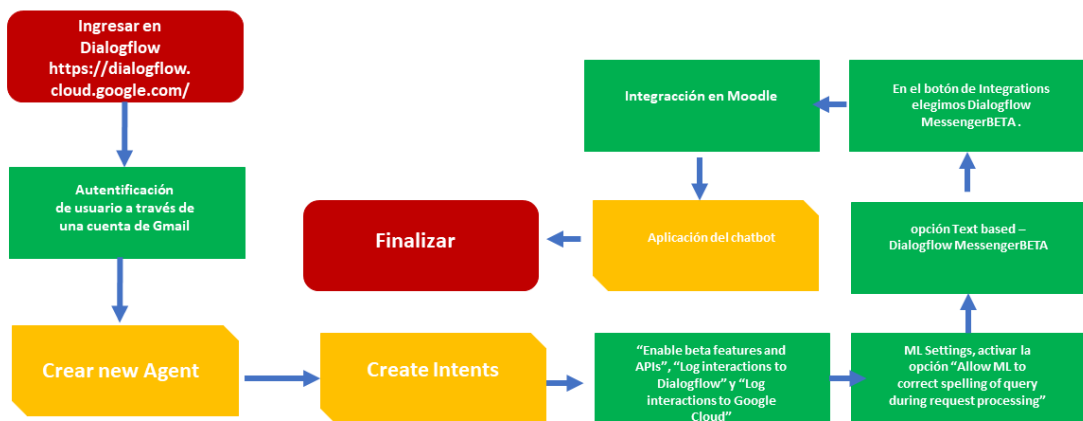 Ingresar en
Dialogflow
https://dialogflow.
cloud.google.com/
Autentificación
de usuario a través de
una cuenta de Gmail
Crear new Agent
Create Intents
“Enable beta features and
APIs”, “Log interactions to
Dialogflow” y “Log
interactions to Google
Cloud”
ML Settings, activar la
opción “Allow ML to
correct spelling of query
during request processing”
opción Text based –
Dialogflow MessengerBETA
En el botón de Integrations
elegimos Dialogflow
MessengerBETA .
Integracción en Moodle
Aplicación del chatbot
Finalizar